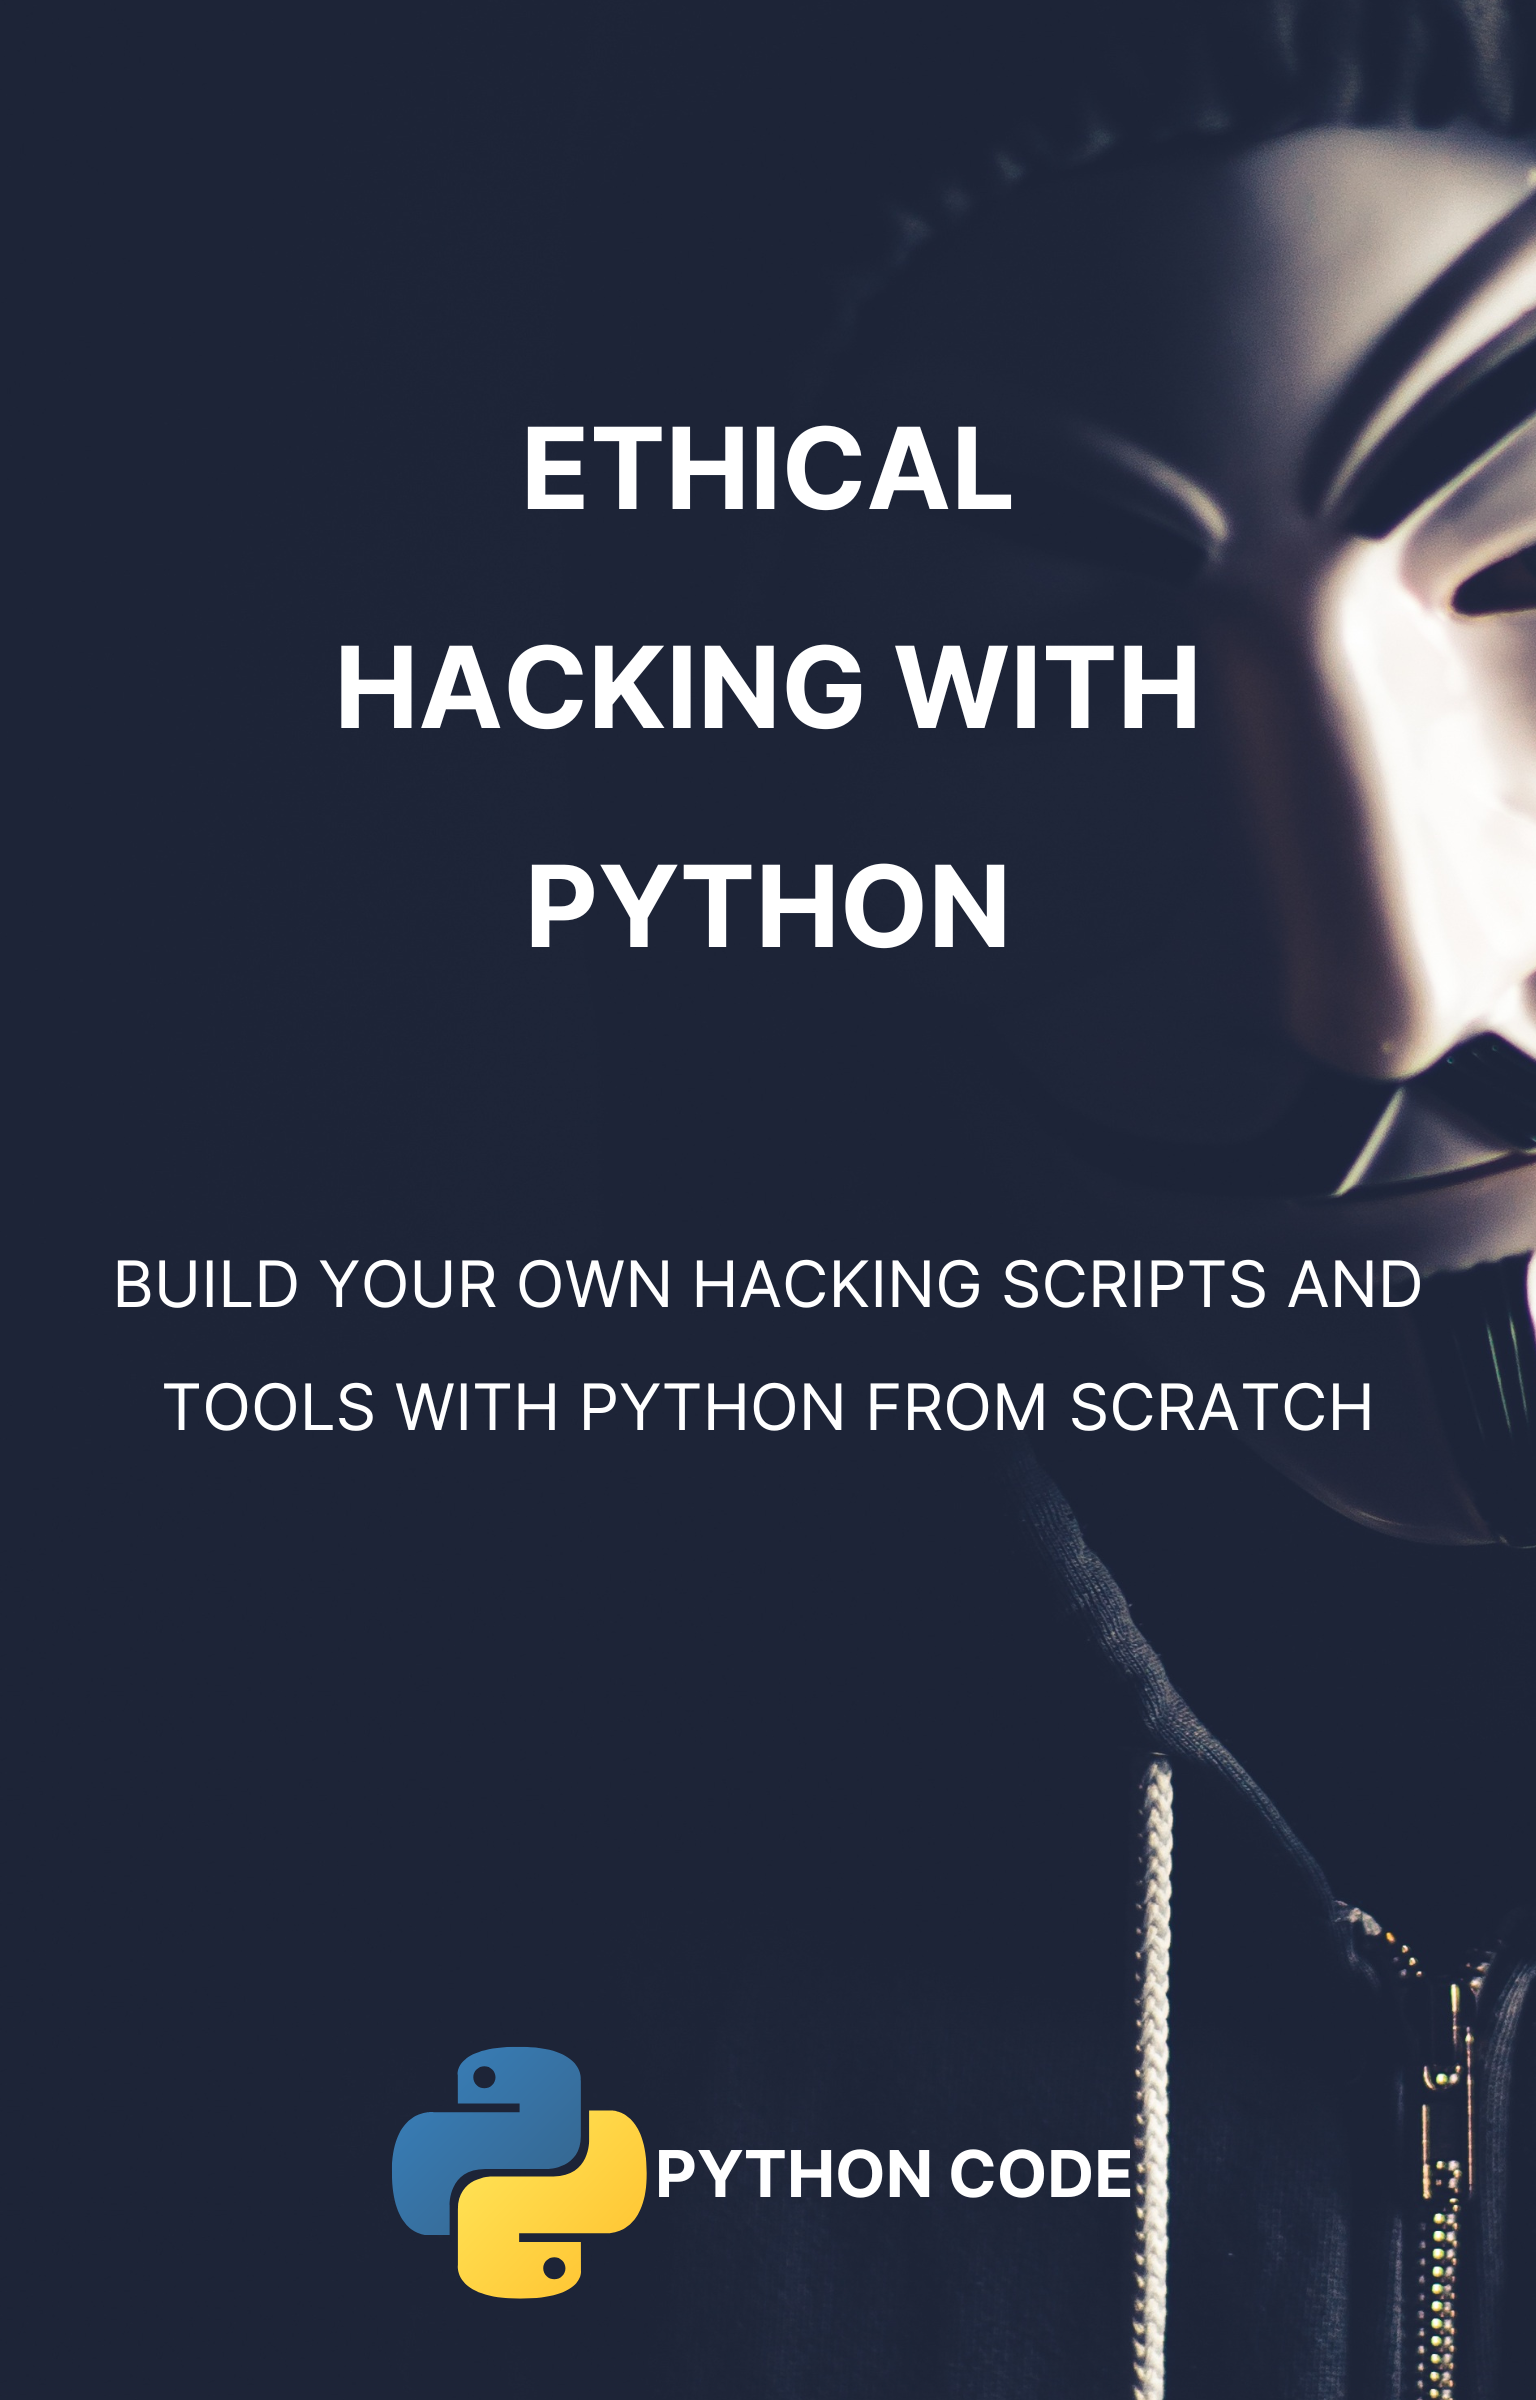 ETHICAL
HACKING WITH
PYTHON
BUILD YOUR OWN HACKING SCRIPTS AND
TOOLS WITH PYTHON FROM SCRATCH
PYTHON CODE